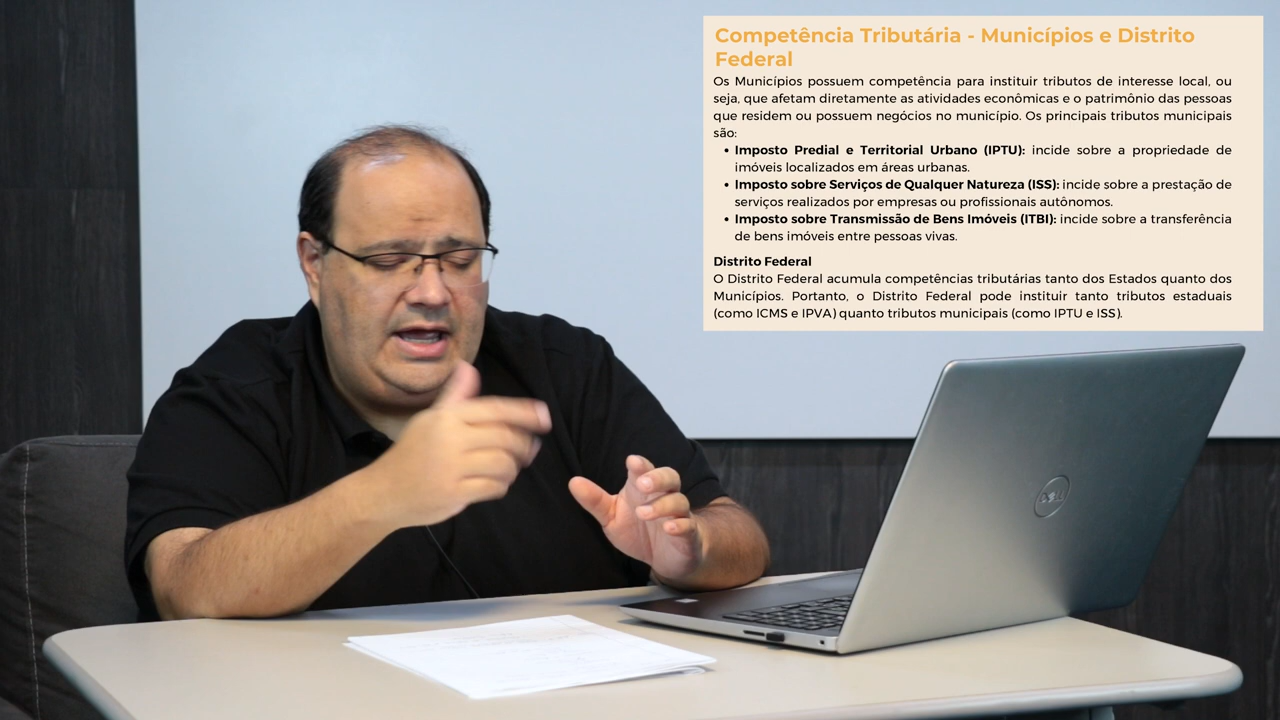 Competência Tributária - Municípios e Distrito
Federal
Os Municípios possuem competência para instituir tributos de interesse local, ou
seja, que afetam diretamente as atividades econômicas e o patrimônio das pessoas
que residem ou possuem negócios no município. Os principais tributos municipais
são:
• Imposto Predial e Territorial Urbano (IPTU): incide sobre a propriedade de
imóveis localizados em áreas urbanas.
• Imposto sobre Serviços de Qualquer Natureza (ISS): incide sobre a prestação de
serviços realizados por empresas ou profissionais autônomos.
• Imposto sobre Transmissão de Bens Imóveis (ITBI): incide sobre a transferência
de bens imóveis entre pessoas vivas.
Distrito Federal
O Distrito Federal acumula competências tributárias tanto dos Estados quanto dos
Municípios. Portanto, o Distrito Federal pode instituir tanto tributos estaduais
(como ICMS e IPVA) quanto tributos municipais (como IPTU e ISS).
DELL